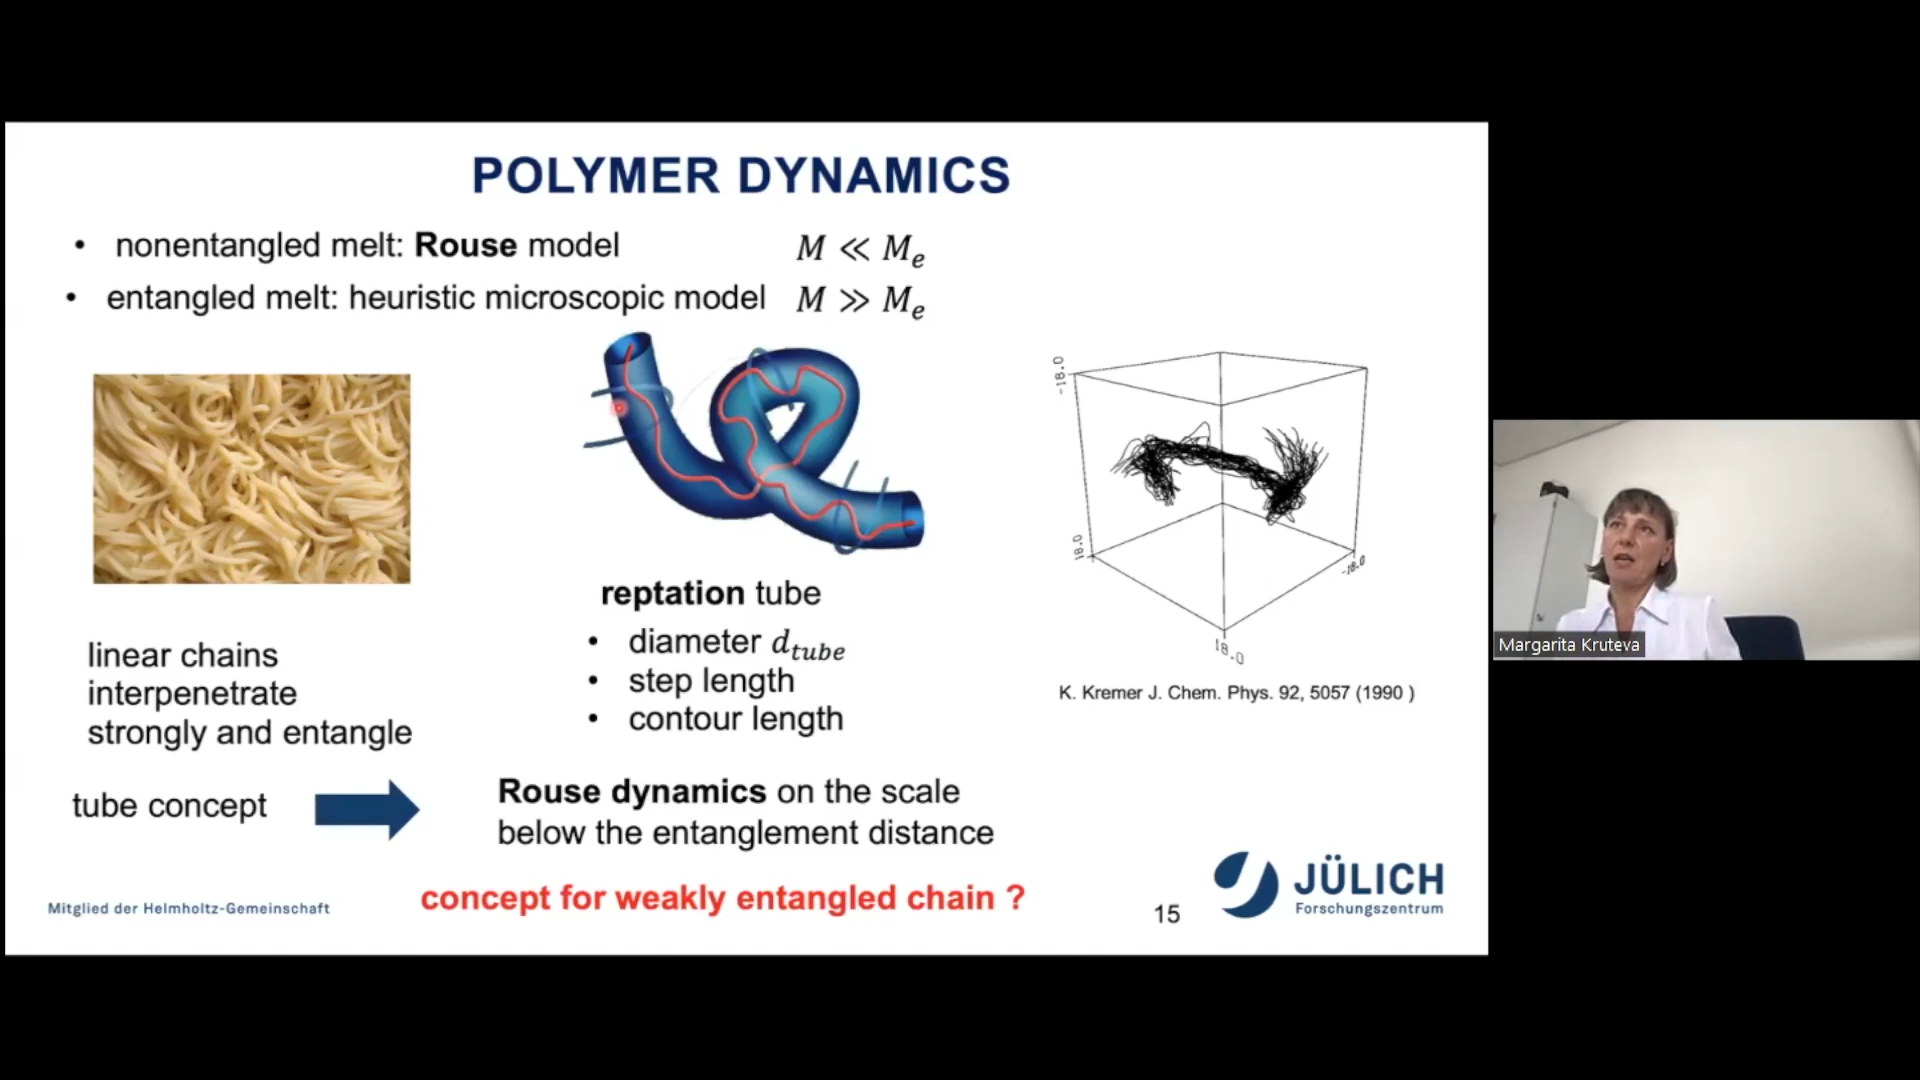 POLYMER DYNAMICS
• nonentangled melt: Rouse model M ≪ Mₑ
• entangled melt: heuristic microscopic model M ≫ Mₑ
-18.0
18.0
-18.0
18.0
linear chains
interpenetrate
strongly and entangle
reptation tube
• diameter d_tube
• step length
• contour length
K. Kremer J. Chem. Phys. 92, 5057 (1990 )
tube concept
Rouse dynamics on the scale
below the entanglement distance
concept for weakly entangled chain ?
Mitglied der Helmholtz-Gemeinschaft
15
JÜLICH
Forschungszentrum
Margarita Kruteva